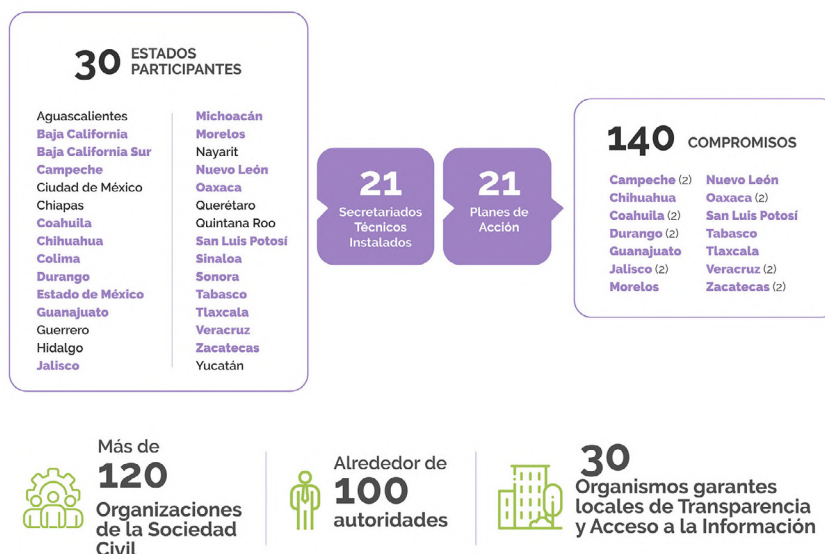 30 ESTADOS
PARTICIPANTES
Aguascalientes
Baja California
Baja California Sur
Campeche
Ciudad de México
Chiapas
Coahuila
Chihuahua
Colima
Durango
Estado de México
Guanajuato
Guerrero
Hidalgo
Jalisco
Michoacán
Morelos
Nayarit
Nuevo León
Oaxaca
Querétaro
Quintana Roo
San Luis Potosí
Sinaloa
Sonora
Tabasco
Tlaxcala
Veracruz
Zacatecas
Yucatán
21
Secretariados
Técnicos
Instalados
21
Planes de
Acción
140 COMPROMISOS
Campeche (2)
Chihuahua
Coahuila (2)
Durango (2)
Guanajuato
Jalisco (2)
Morelos
Nuevo León
Oaxaca (2)
San Luis Potosí
Tabasco
Tlaxcala
Veracruz (2)
Zacatecas (2)
Más de
120
Organizaciones
de la Sociedad
Civil
Alrededor de
100
autoridades
30
Organismos garantes
locales de Transparencia
y Acceso a la Información